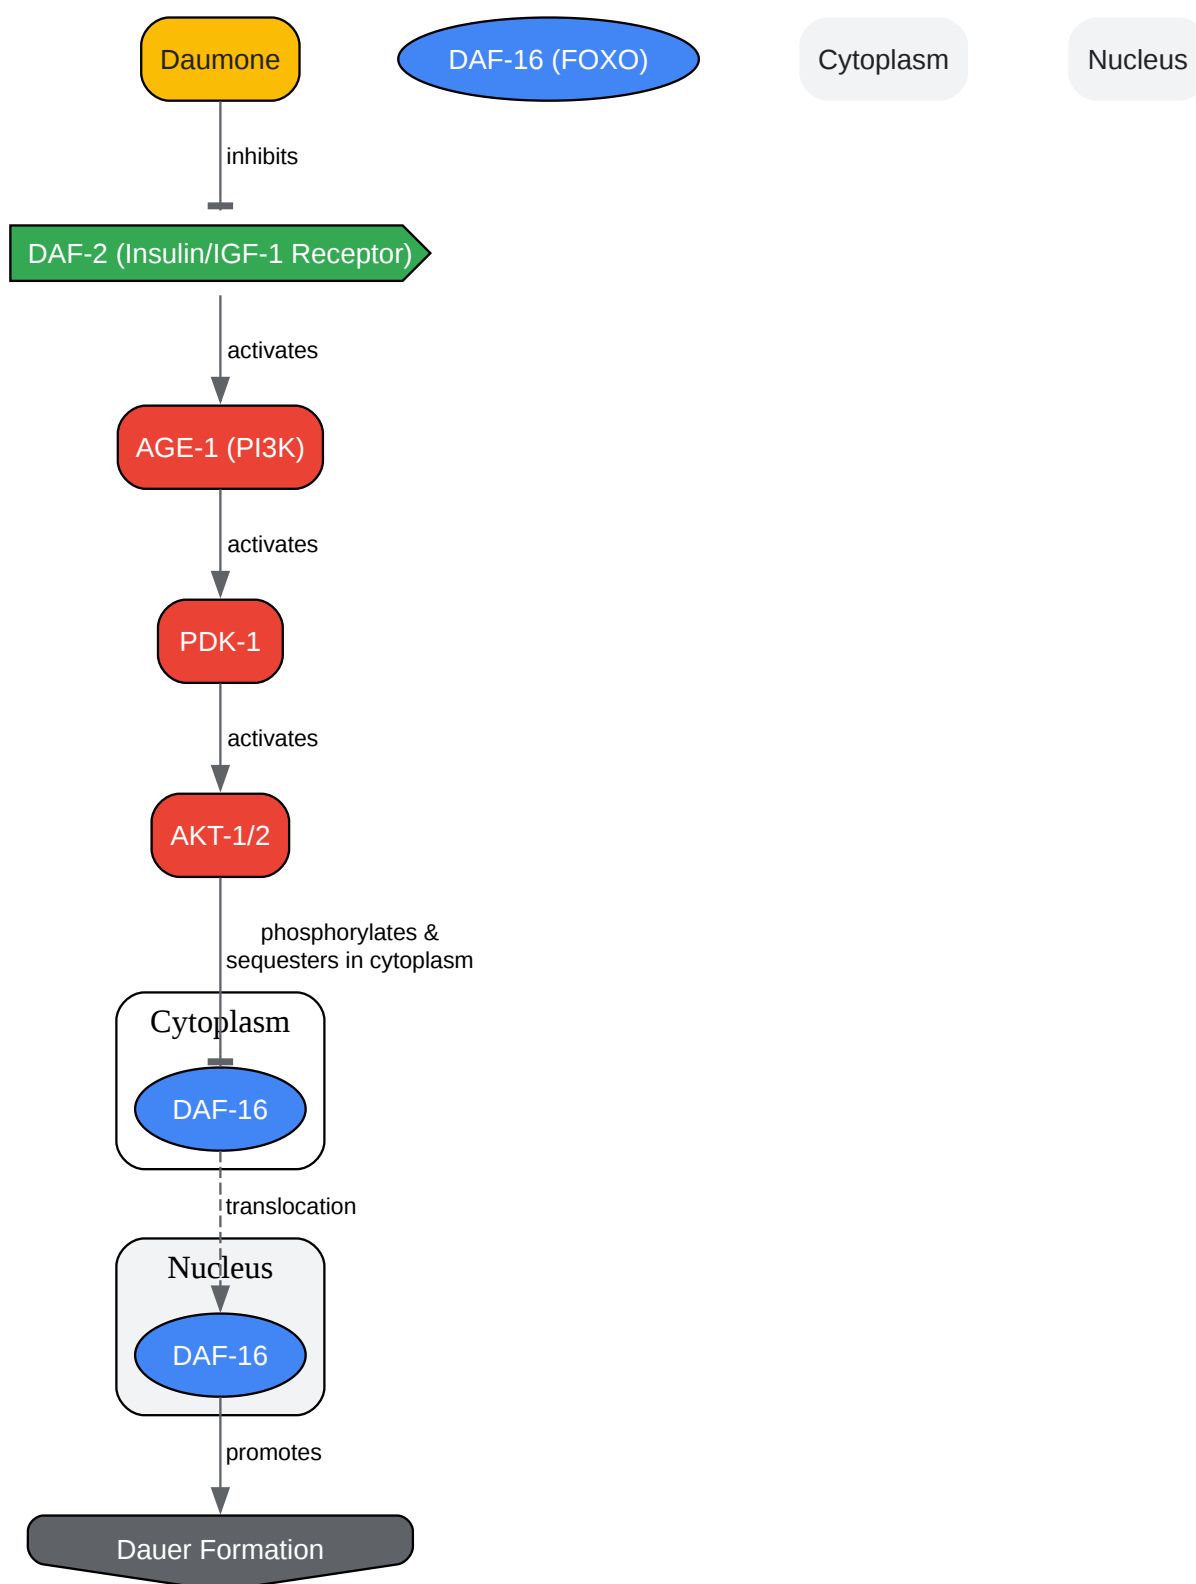 Daumone
DAF-16 (FOXO)
Cytoplasm
Nucleus
inhibits
DAF-2 (Insulin/IGF-1 Receptor)
activates
AGE-1 (PI3K)
activates
PDK-1
activates
AKT-1/2
phosphorylates &
sequesters in cytoplasm
Cytoplasm
DAF-16
translocation
Nucleus
DAF-16
promotes
Dauer Formation